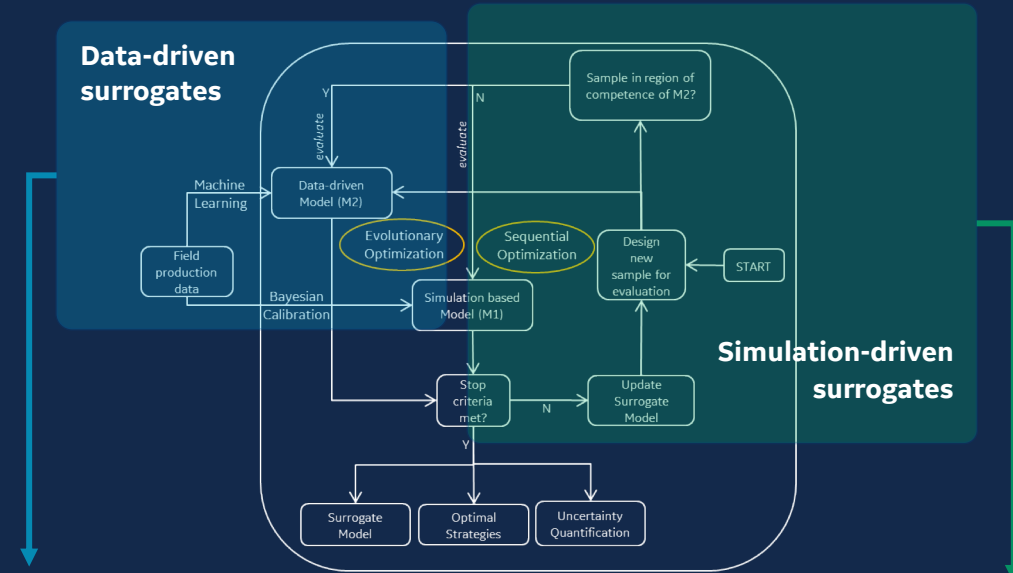 Data-driven
surrogates
Sample in region of
competence of M2?
Y
N
evaluate
evaluate
Machine
Learning
Data-driven
Model (M2)
Evolutionary
Optimization
Sequential
Optimization
Design
new
sample for
evaluation
START
Field
production
data
Bayesian
Calibration
Simulation based
Model (M1)
Simulation-driven
surrogates
Stop
criteria
met?
N
Update
Surrogate
Model
Y
Surrogate
Model
Optimal
Strategies
Uncertainty
Quantification